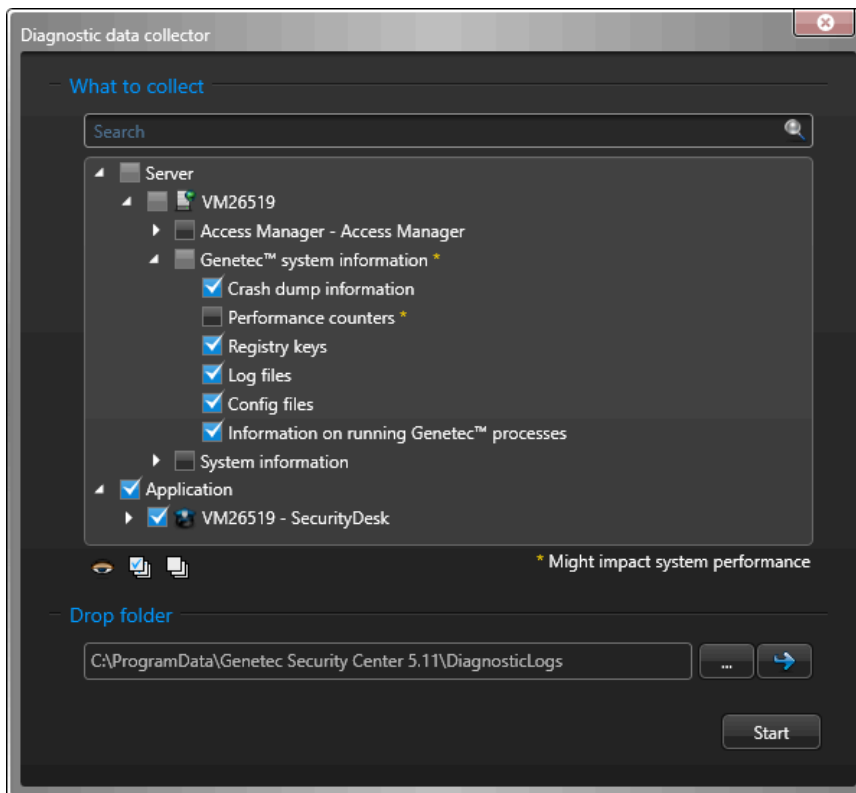 Diagnostic data collector
What to collect
Search
Server
VM26519
Access Manager - Access Manager
Genetec™ system information *
Crash dump information
Performance counters *
Registry keys
Log files
Config files
Information on running Genetec™ processes
System information
Application
VM26519 - SecurityDesk
* Might impact system performance
Drop folder
C:\ProgramData\Genetec Security Center 5.11\DiagnosticLogs
...
Start